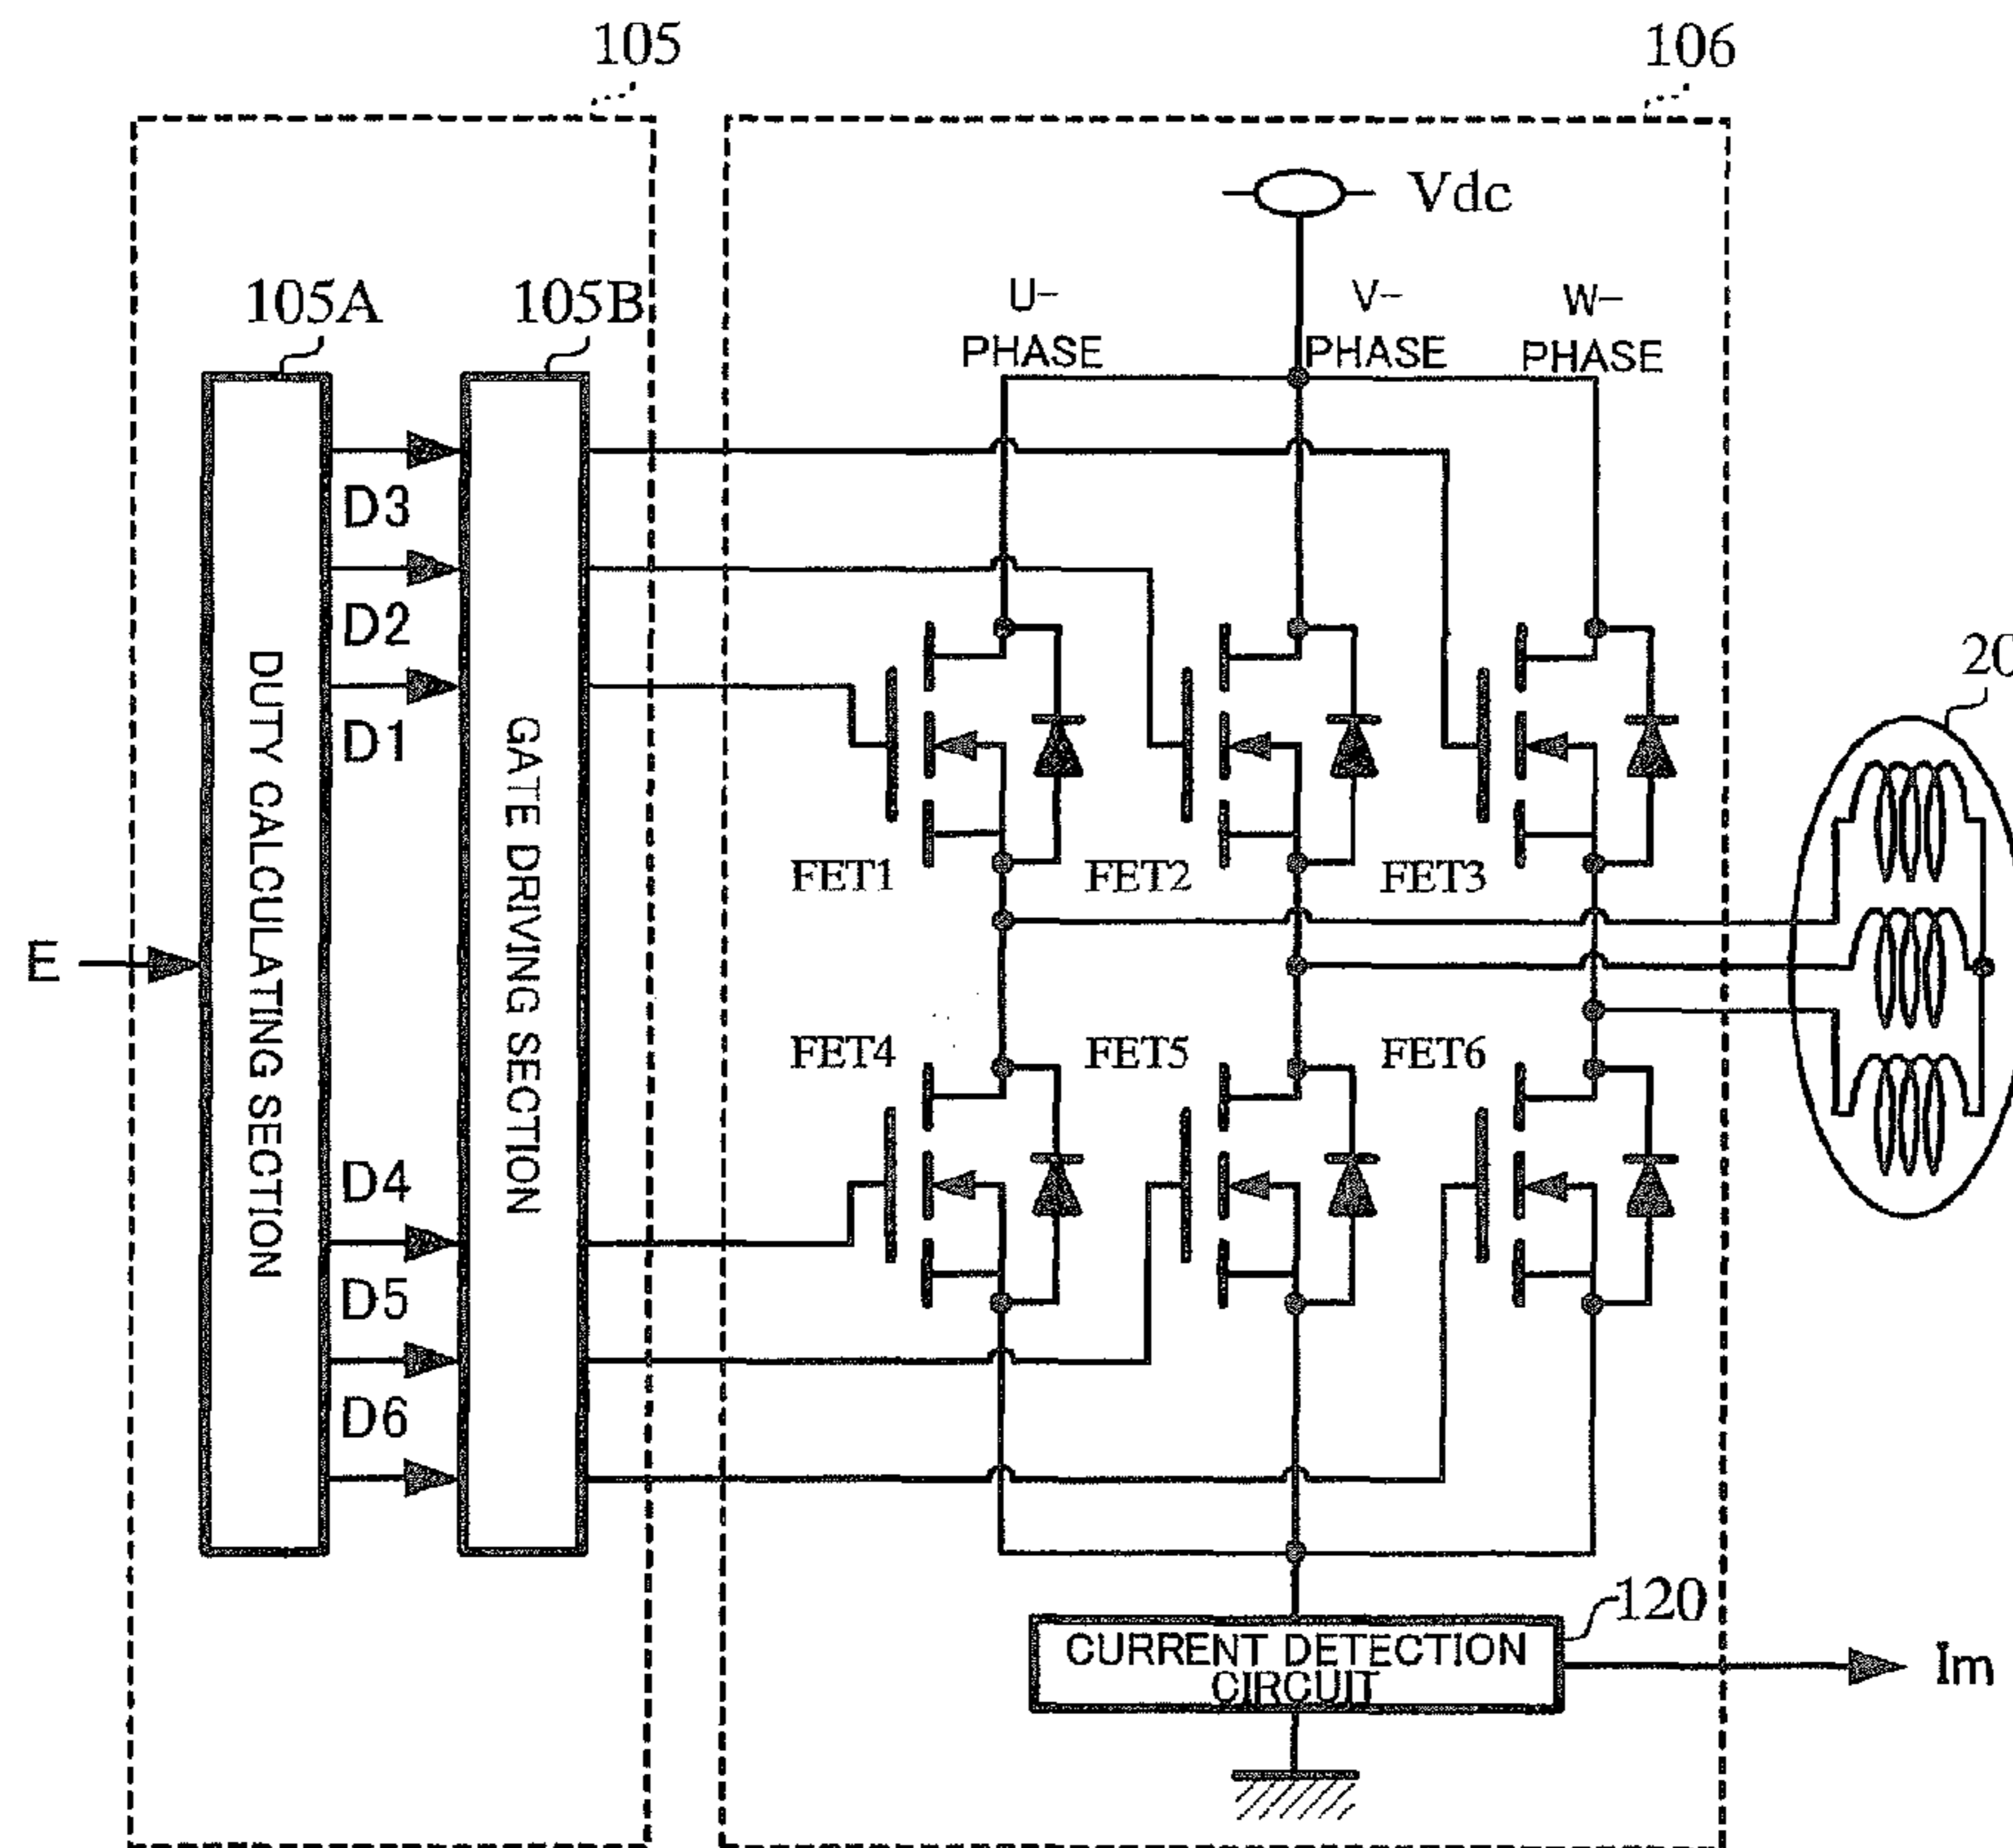 105
106
Vdc
105A
105B
U-
PHASE
V-
PHASE
W-
PHASE
D3
D2
D1
20
DUTY CALCULATING SECTION
GATE DRIVING SECTION
FET1
FET2
FET3
E
FET4
FET5
FET6
D4
D5
D6
120
CURRENT DETECTION
CIRCUIT
Im